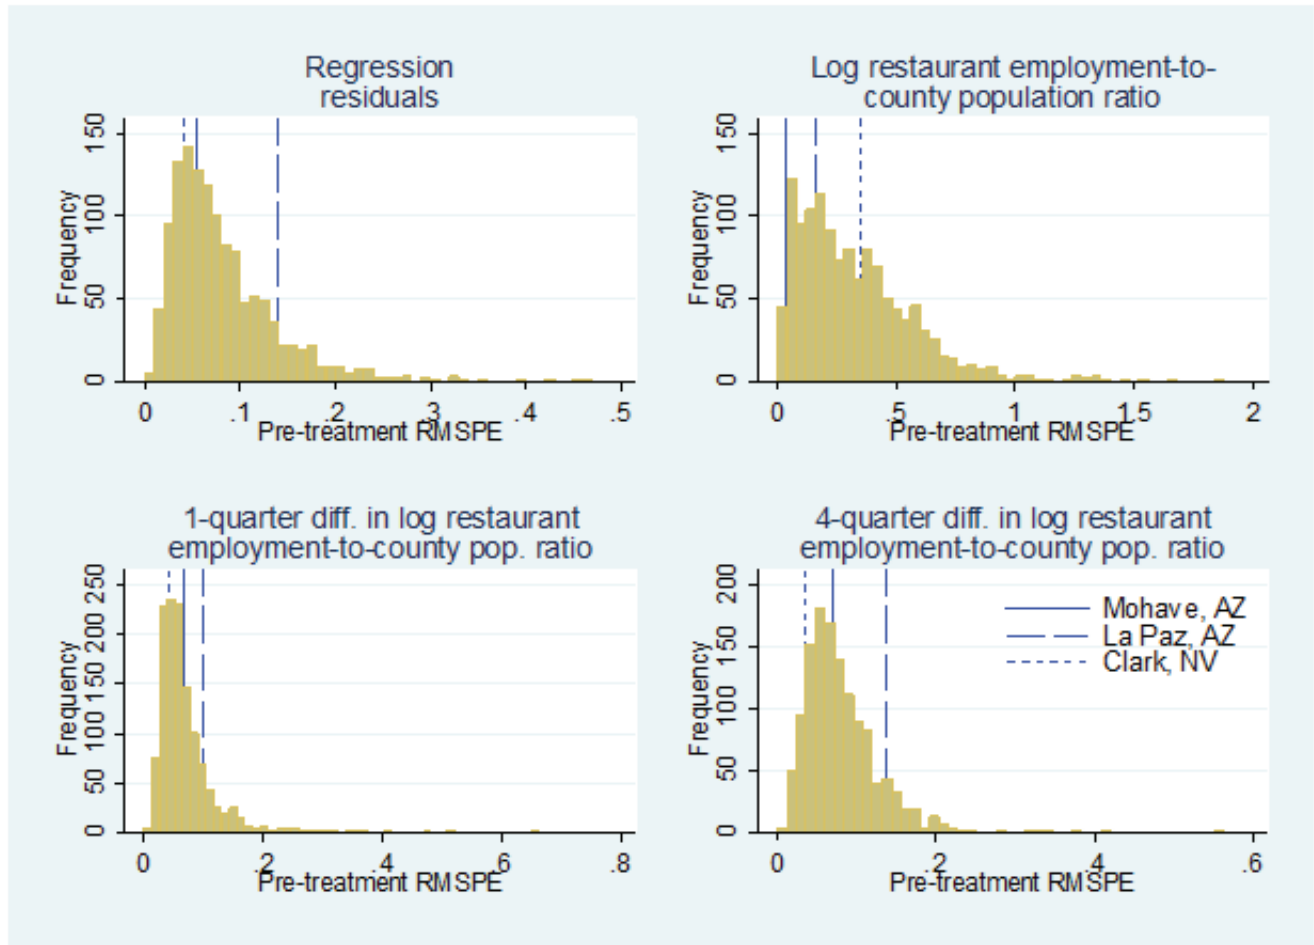 Regression
residuals
150
100
50
0
Frequency
0 .1 .2 .3 .4 .5
Pre-treatment RMSPE
Log restaurant employment-to-
county population ratio
150
100
50
0
Frequency
0 .5 1 1.5 2
Pre-treatment RMSPE
1-quarter diff. in log restaurant
employment-to-county pop. ratio
250
200
150
100
50
0
Frequency
0 .2 .4 .6 .8
Pre-treatment RMSPE
4-quarter diff. in log restaurant
employment-to-county pop. ratio
200
150
100
50
0
Frequency
Mohave, AZ
La Paz, AZ
Clark, NV
0 .2 .4 .6
Pre-treatment RMSPE